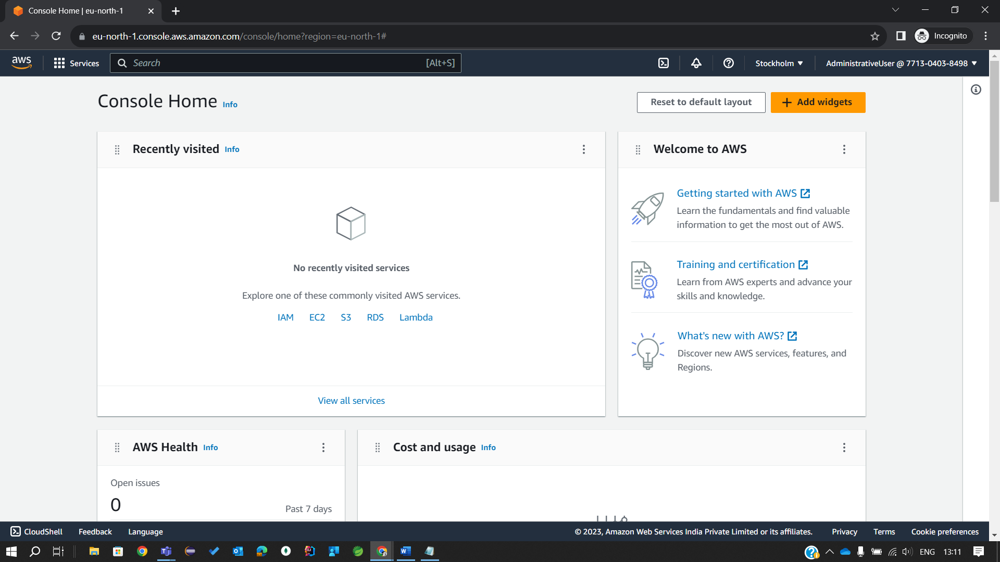 Console Home | eu-north-1
eu-north-1.console.aws.amazon.com/console/home?region=eu-north-1#
Incognito
aws
Services
Search
[Alt+S]
Stockholm
AdministrativeUser @ 7713-0403-8498
Console Home Info
Reset to default layout
Add widgets
Recently visited Info
No recently visited services
Explore one of these commonly visited AWS services.
IAM EC2 S3 RDS Lambda
View all services
Welcome to AWS
Getting started with AWS
Learn the fundamentals and find valuable
information to get the most out of AWS.
Training and certification
Learn from AWS experts and advance your
skills and knowledge.
What's new with AWS?
Discover new AWS services, features, and
Regions.
AWS Health Info
Open issues
0
Past 7 days
Cost and usage Info
CloudShell
Feedback
Language
© 2023, Amazon Web Services India Private Limited or its affiliates.
Privacy
Terms
Cookie preferences
ENG
13:11